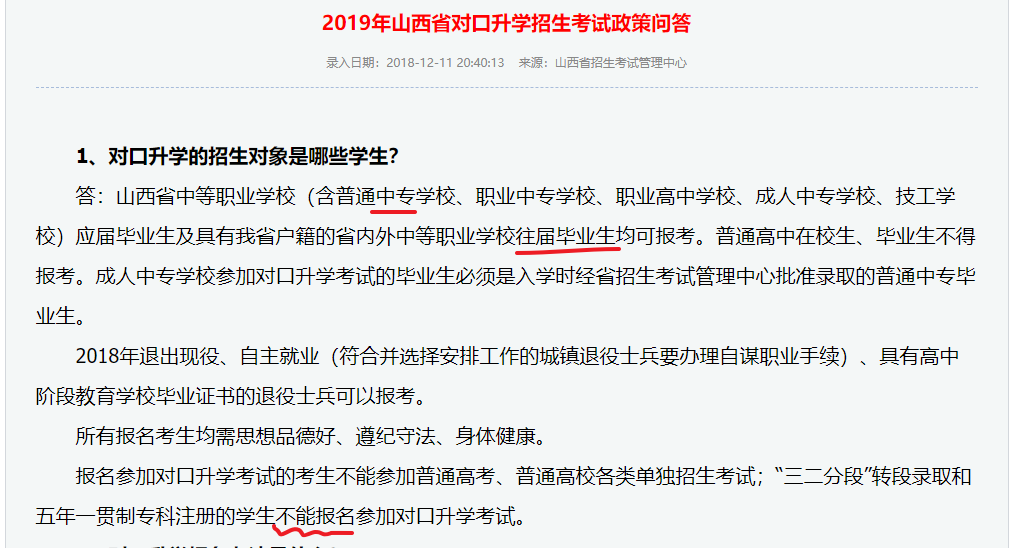 2019年山西省对口升学招生考试政策问答
录入日期：2018-12-11 20:40:13 来源：山西省招生考试管理中心
1、对口升学的招生对象是哪些学生？
答：山西省中等职业学校（含普通中专学校、职业中专学校、职业高中学校、成人中专学校、技工学
校）应届毕业生及具有我省户籍的省内外中等职业学校往届毕业生均可报考。普通高中在校生、毕业生不得
报考。成人中专学校参加对口升学考试的毕业生必须是入学时经省招生考试管理中心批准录取的普通中专毕
业生。
2018年退出现役、自主就业（符合并选择安排工作的城镇退役士兵要办理自谋职业手续）、具有高中
阶段教育学校毕业证书的退役士兵可以报考。
所有报名考生均需思想品德好、遵纪守法、身体健康。
报名参加对口升学考试的考生不能参加普通高考、普通高校各类单独招生考试；“三二分段”转段录取和
五年一贯制专科注册的学生不能报名参加对口升学考试。